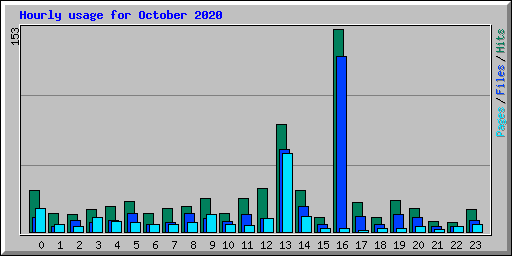 Hourly usage for October 2020
153
Pages/Files/Hits
0 1 2 3 4 5 6 7 8 9 10 11 12 13 14 15 16 17 18 19 20 21 22 23